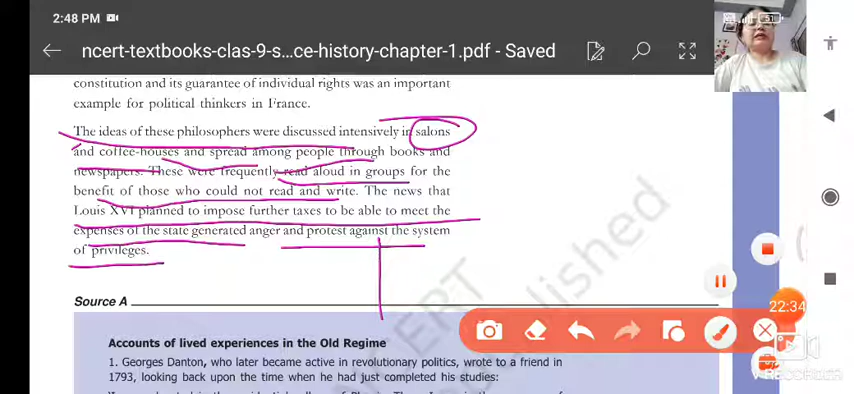 2:48 PM
51
ncert-textbooks-clas-9-s...ce-history-chapter-1.pdf - Saved
constitution and its guarantee of individual rights was an important
example for political thinkers in France.
The ideas of these philosophers were discussed intensively in salons
and coffee-houses and spread among people through books and
newspapers. These were frequently read aloud in groups for the
benefit of those who could not read and write. The news that
Louis XVI planned to impose further taxes to be able to meet the
expenses of the state generated anger and protest against the system
of privileges.
Source A
Accounts of lived experiences in the Old Regime
1. Georges Danton, who later became active in revolutionary politics, wrote to a friend in
1793, looking back upon the time when he had just completed his studies:
22:34
NCERT
RECORDER